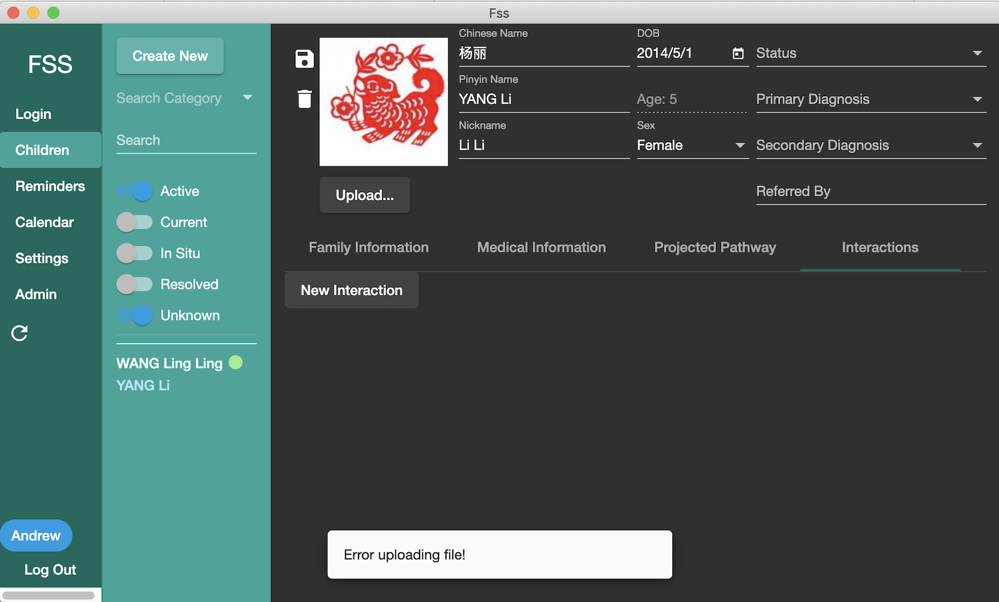 Fss
FSS
Login
Children
Reminders
Calendar
Settings
Admin
Andrew
Log Out
Create New
Search Category
Search
Active
Current
In Situ
Resolved
Unknown
WANG Ling Ling
YANG Li
Upload...
Chinese Name
杨丽
Pinyin Name
YANG Li
Nickname
Li Li
DOB
2014/5/1
Age: 5
Sex
Female
Status
Primary Diagnosis
Secondary Diagnosis
Referred By
Family Information
Medical Information
Projected Pathway
Interactions
New Interaction
Error uploading file!